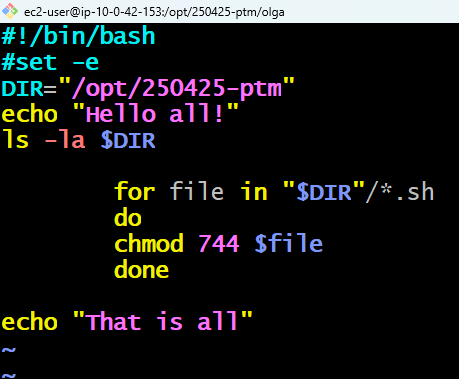 ec2-user@ip-10-0-42-153:/opt/250425-ptm/olga
#!/bin/bash
#set -e
DIR="/opt/250425-ptm"
echo "Hello all!"
ls -la $DIR
for file in "$DIR"/*.sh
do
chmod 744 $file
done
echo "That is all"
~
~